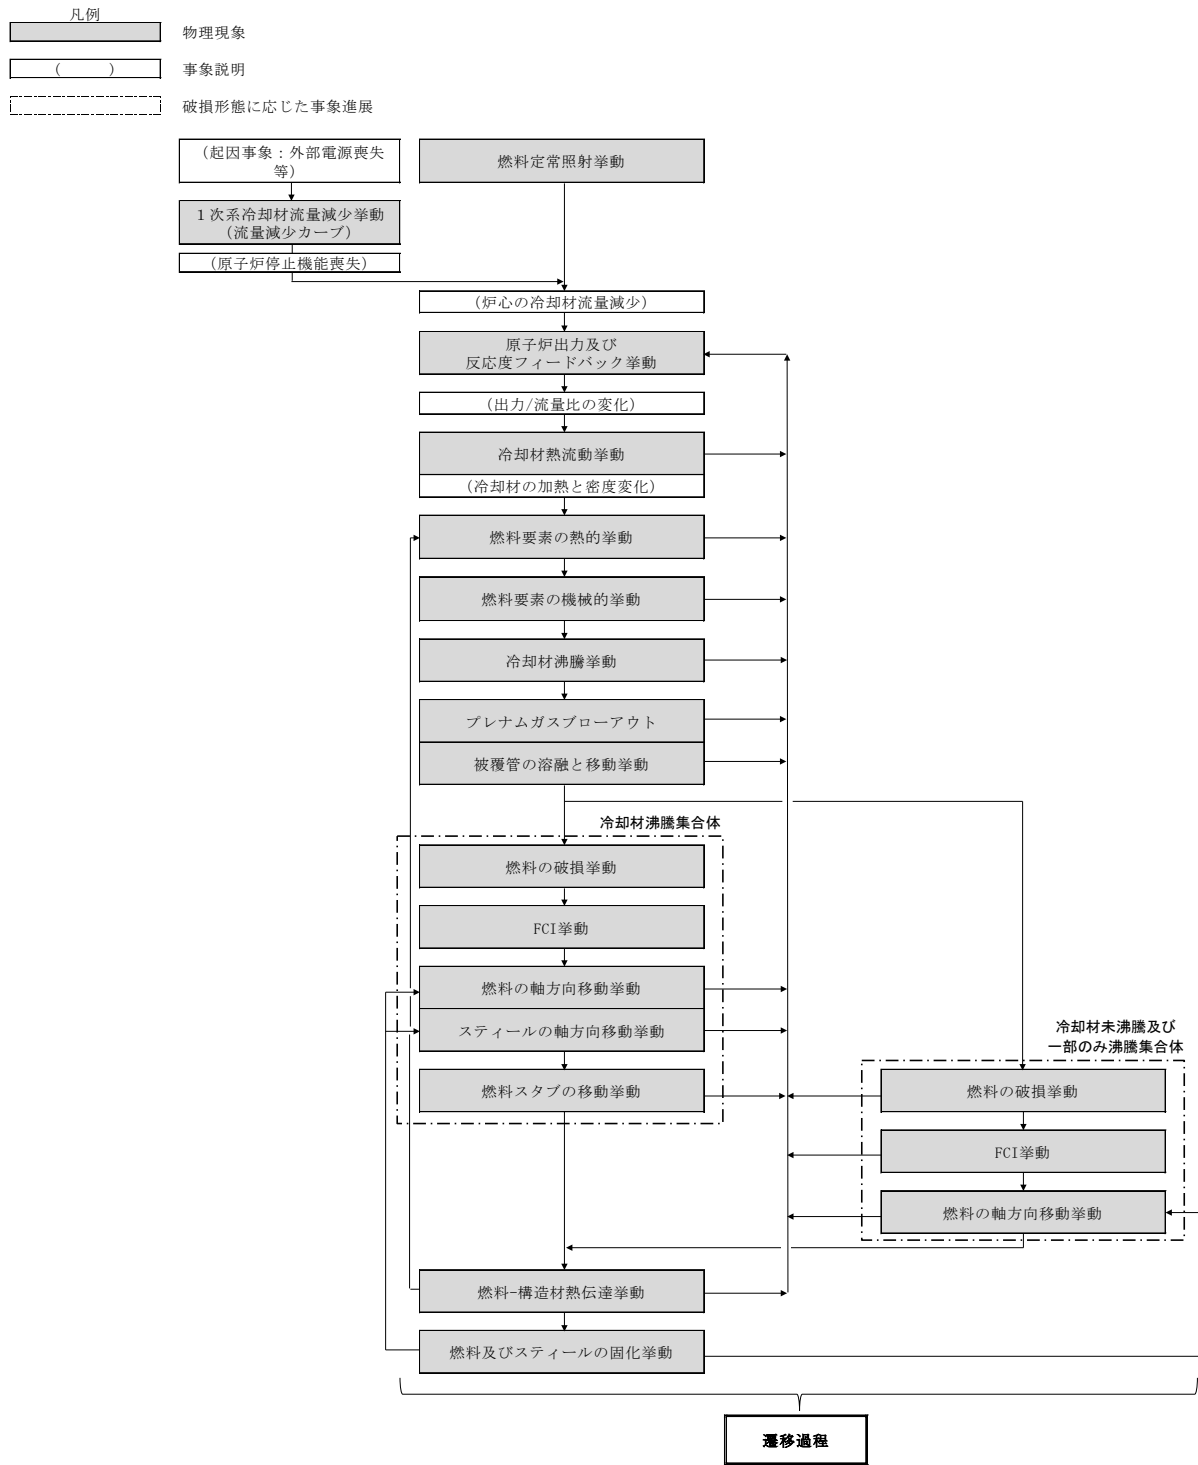 凡例
物理現象
(　　　)
事象説明
破損形態に応じた事象進展
(起因事象：外部電源喪失
等)
燃料定常照射挙動
１次系冷却材流量減少挙動
(流量減少カーブ)
(原子炉停止機能喪失)
(炉心の冷却材流量減少)
原子炉出力及び
反応度フィードバック挙動
(出力/流量比の変化)
冷却材熱流動挙動
(冷却材の加熱と密度変化)
燃料要素の熱的挙動
燃料要素の機械的挙動
冷却材沸騰挙動
プレナムガスブローアウト
被覆管の溶融と移動挙動
冷却材沸騰集合体
燃料の破損挙動
FCI挙動
燃料の軸方向移動挙動
スティールの軸方向移動挙動
燃料スタブの移動挙動
冷却材未沸騰及び
一部のみ沸騰集合体
燃料の破損挙動
FCI挙動
燃料の軸方向移動挙動
燃料-構造材熱伝達挙動
燃料及びスティールの固化挙動
遷移過程